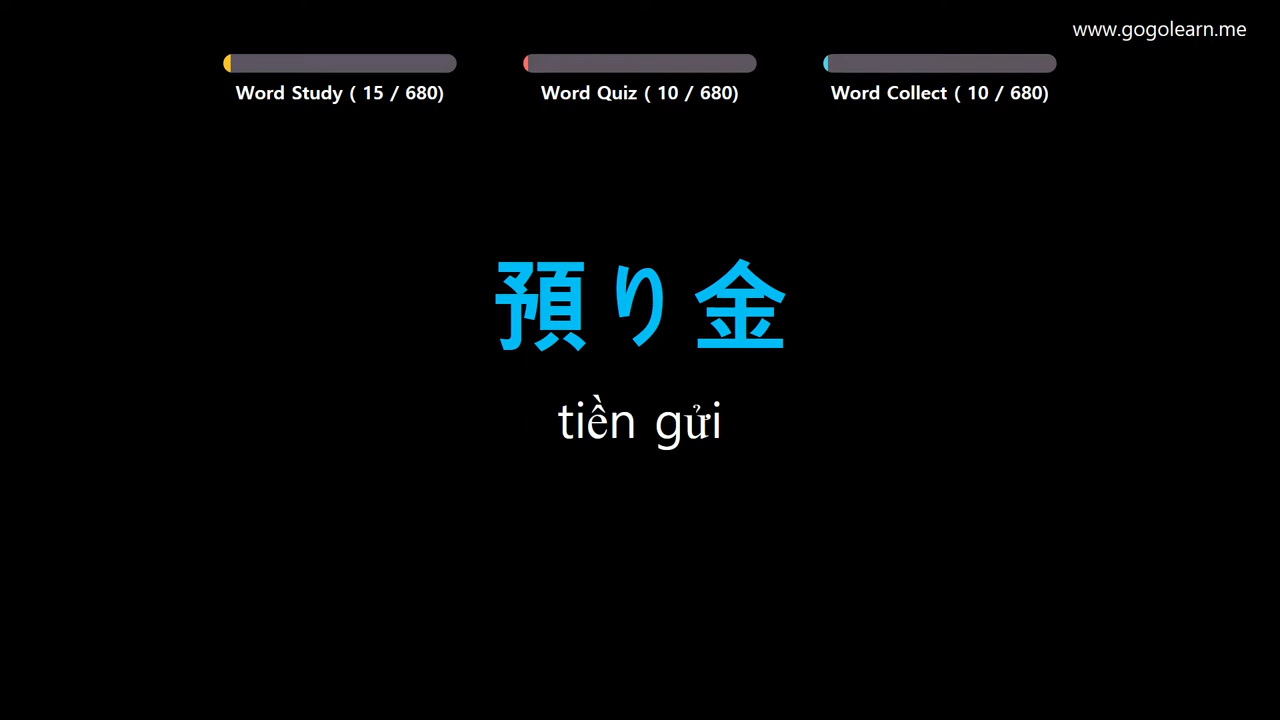 www.gogolearn.me
Word Study ( 15 / 680)
Word Quiz ( 10 / 680)
Word Collect ( 10 / 680)
預り金
tiền gửi